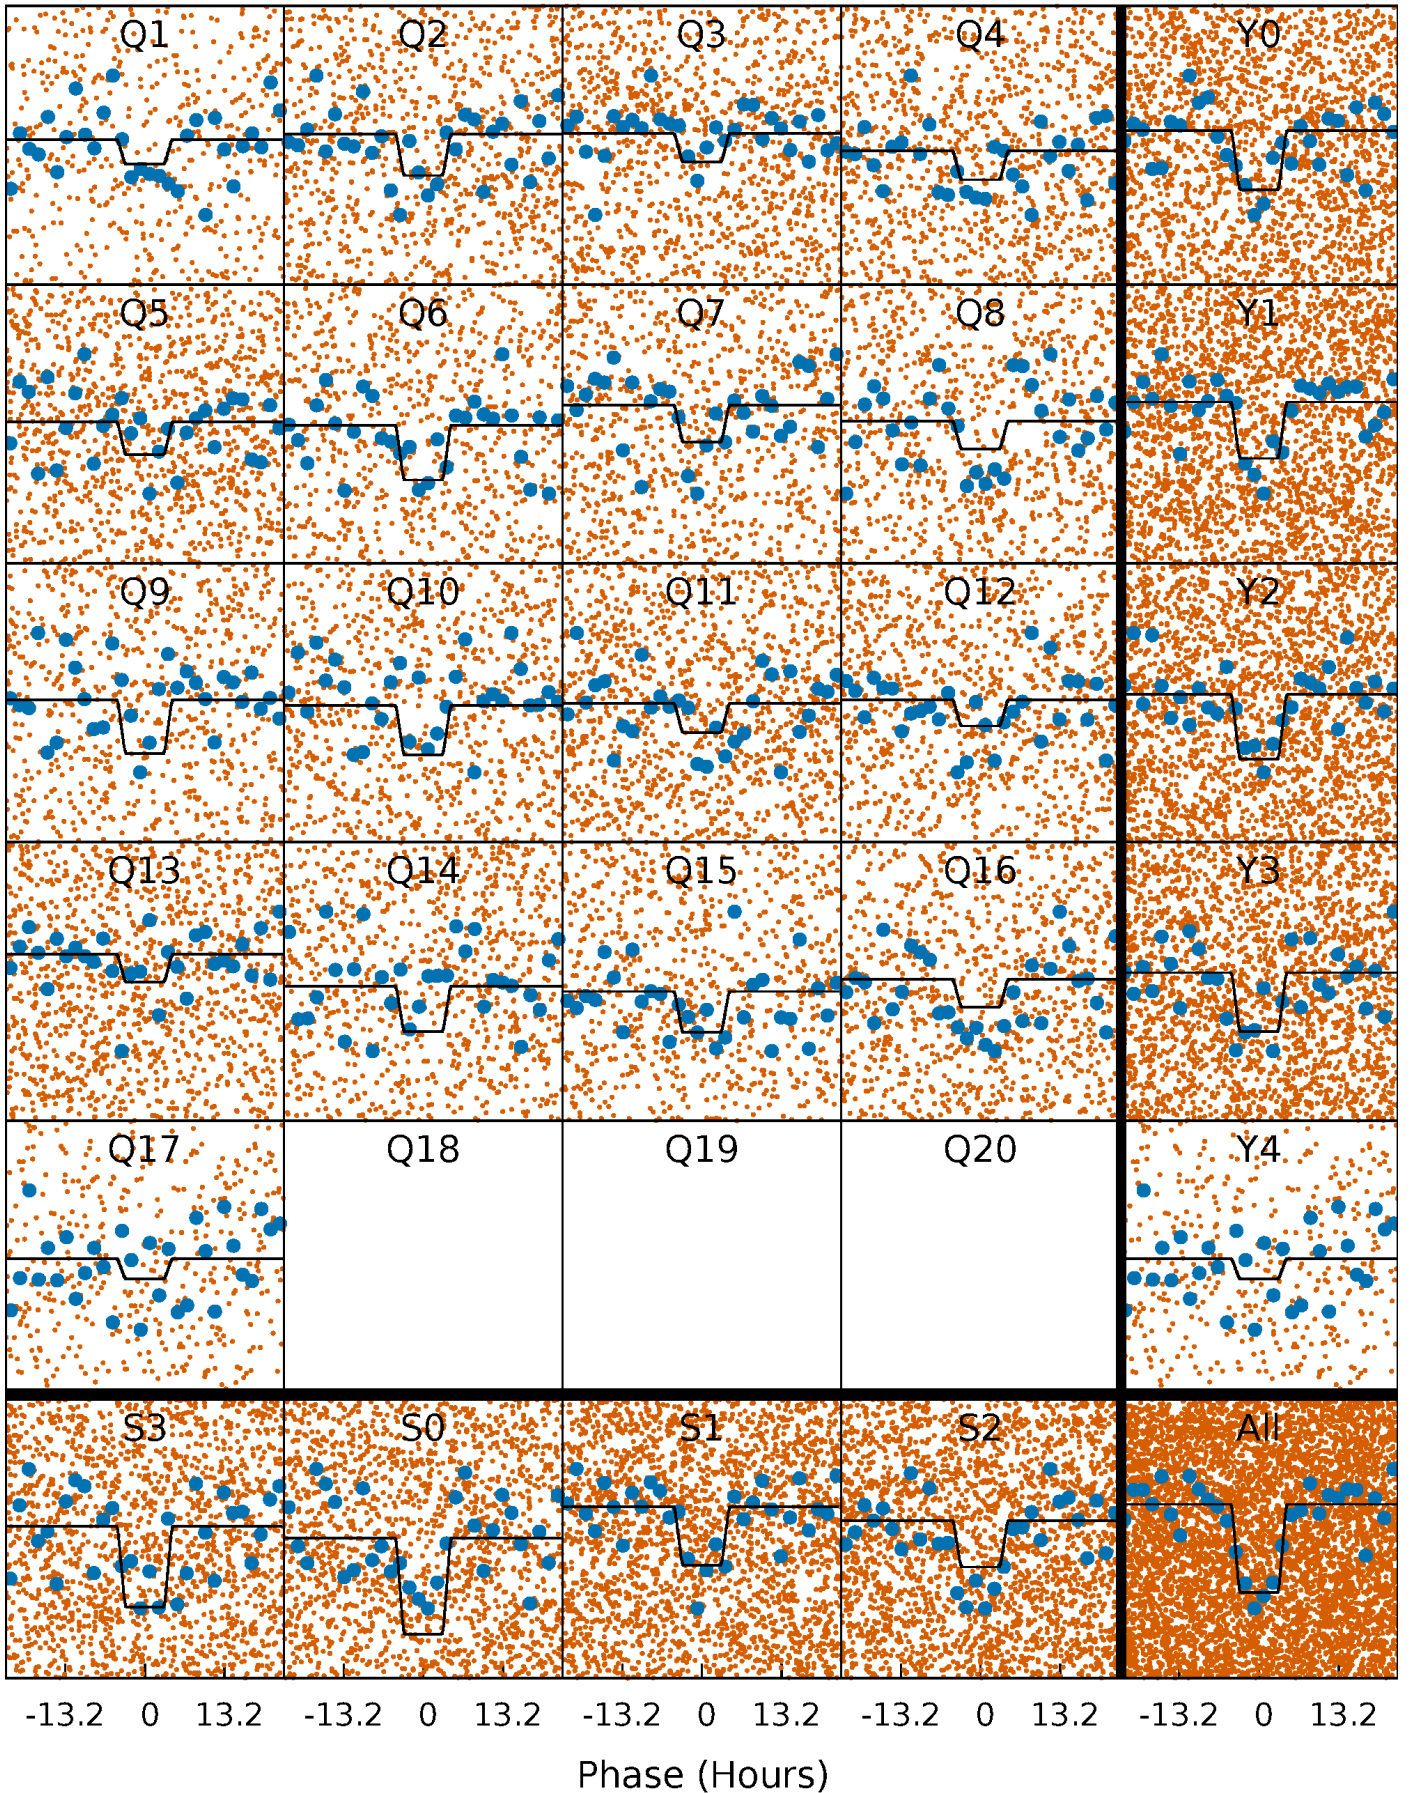 Q1 Q2 Q3 Q4 Y0
Q5 Q6 Q7 Q8 Y1
Q9 Q10 Q11 Q12 Y2
Q13 Q14 Q15 Q16 Y3
Q17 Q18 Q19 Q20 Y4
S3 S0 S1 S2 All
-13.2 0 13.2 -13.2 0 13.2 -13.2 0 13.2 -13.2 0 13.2 -13.2 0 13.2
Phase (Hours)